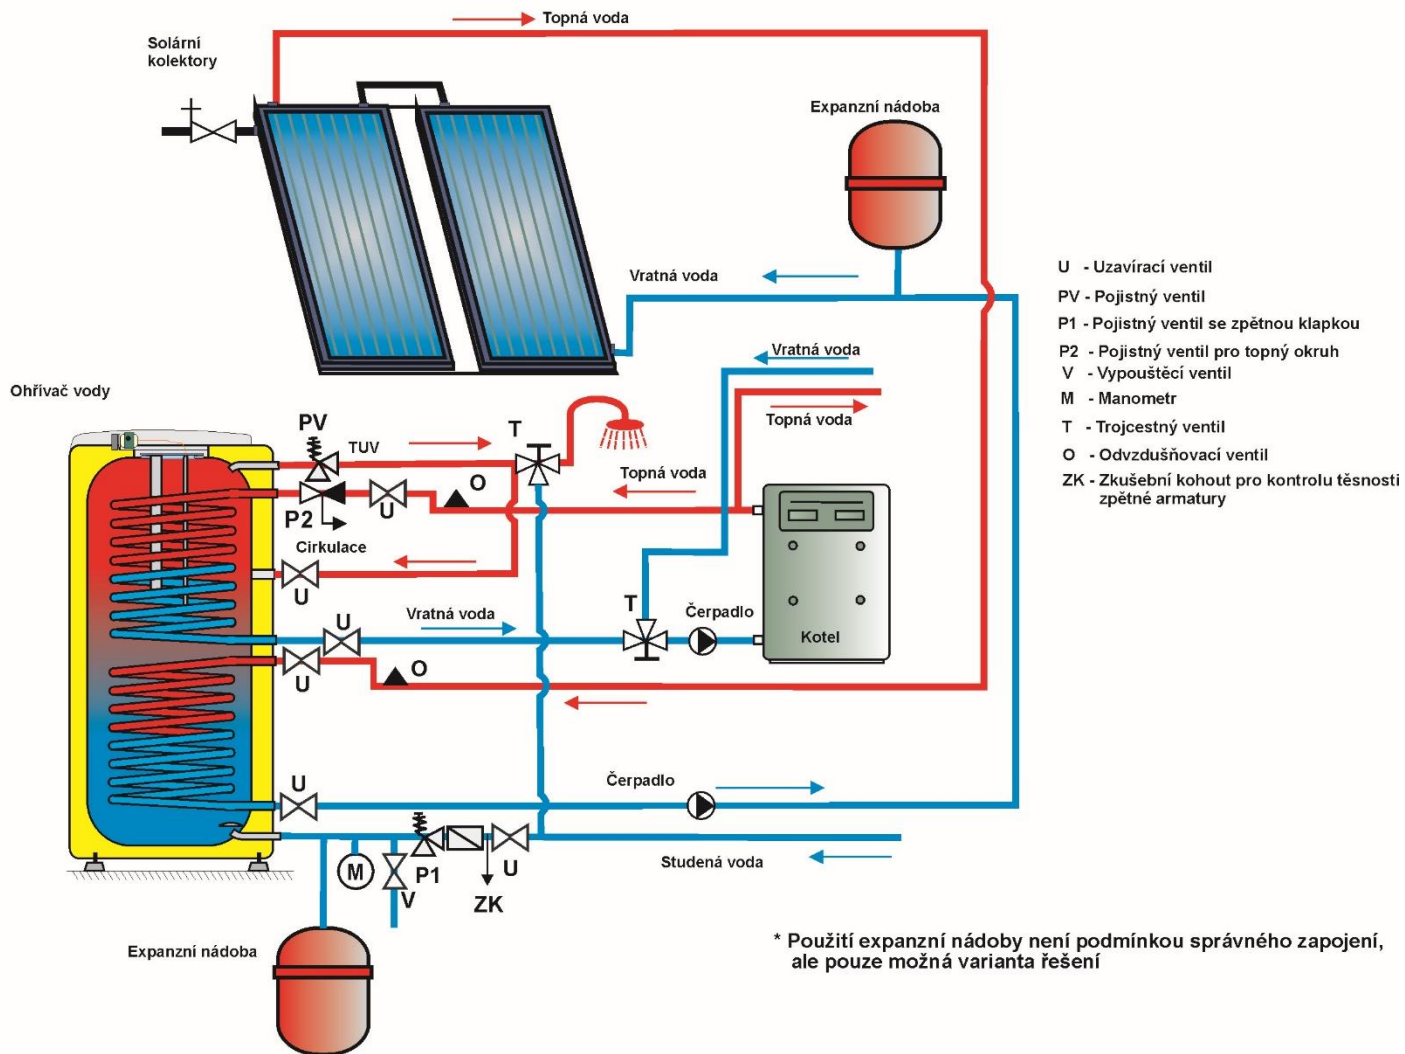 Topná voda
Solární
kolektory
Expanzní nádoba
Vratná voda
U - Uzavírací ventil
PV - Pojistný ventil
P1 - Pojistný ventil se zpětnou klapkou
P2 - Pojistný ventil pro topný okruh
V - Vypouštěcí ventil
M - Manometr
T - Trojcestný ventil
O - Odvzdušňovací ventil
ZK - Zkušební kohout pro kontrolu těsnosti
zpětné armatury
Vratná voda
Topná voda
Ohřívač vody
PV
TUV
T
Topná voda
O
P2
U
Cirkulace
U
Vratná voda
U
T
Čerpadlo
Kotel
U
O
U
Čerpadlo
M
V
P1
ZK
U
Studená voda
Expanzní nádoba
* Použití expanzní nádoby není podmínkou správného zapojení,
ale pouze možná varianta řešení